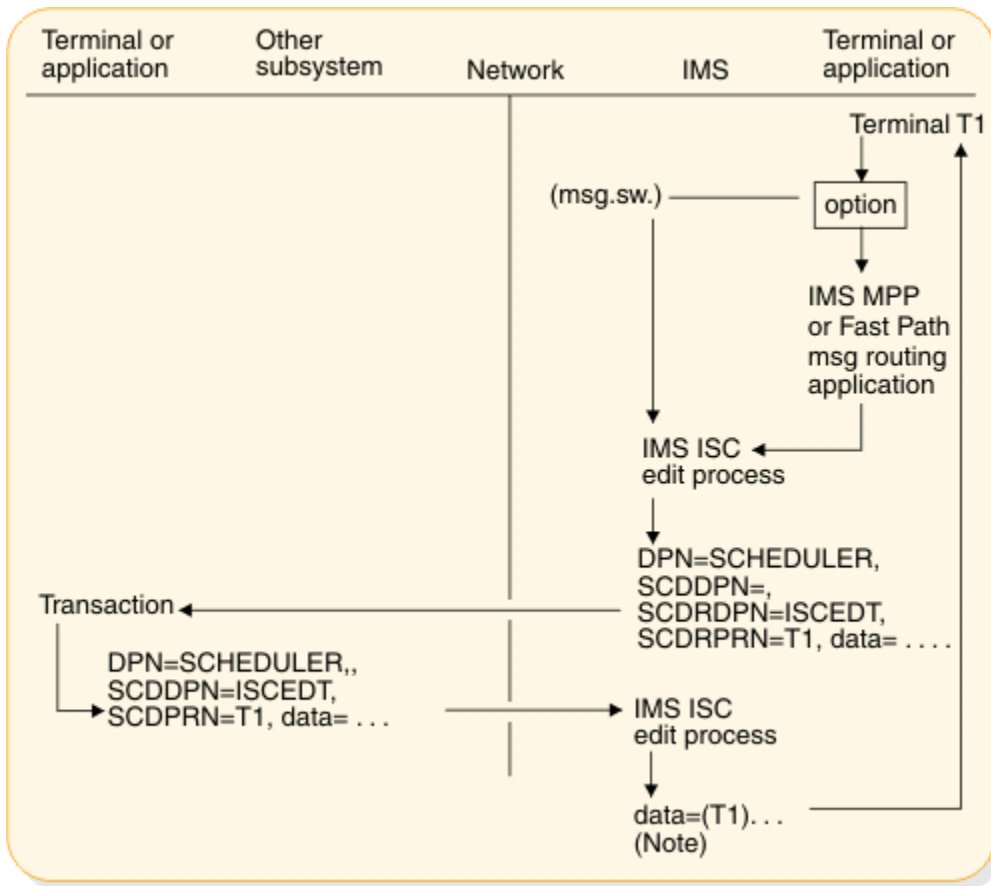 Terminal or
application
Other
subsystem
Network
IMS
Terminal or
application
Terminal T1
(msg.sw.)
option
IMS MPP
or Fast Path
msg routing
application
IMS ISC
edit process
DPN=SCHEDULER,
SCDDPN=,
SCDRDPN=ISCEDT,
SCDRPRN=T1, data= . . . .
Transaction
DPN=SCHEDULER,,
SCDDPN=ISCEDT,
SCDPRN=T1, data= . . .
IMS ISC
edit process
data=(T1). . .
(Note)